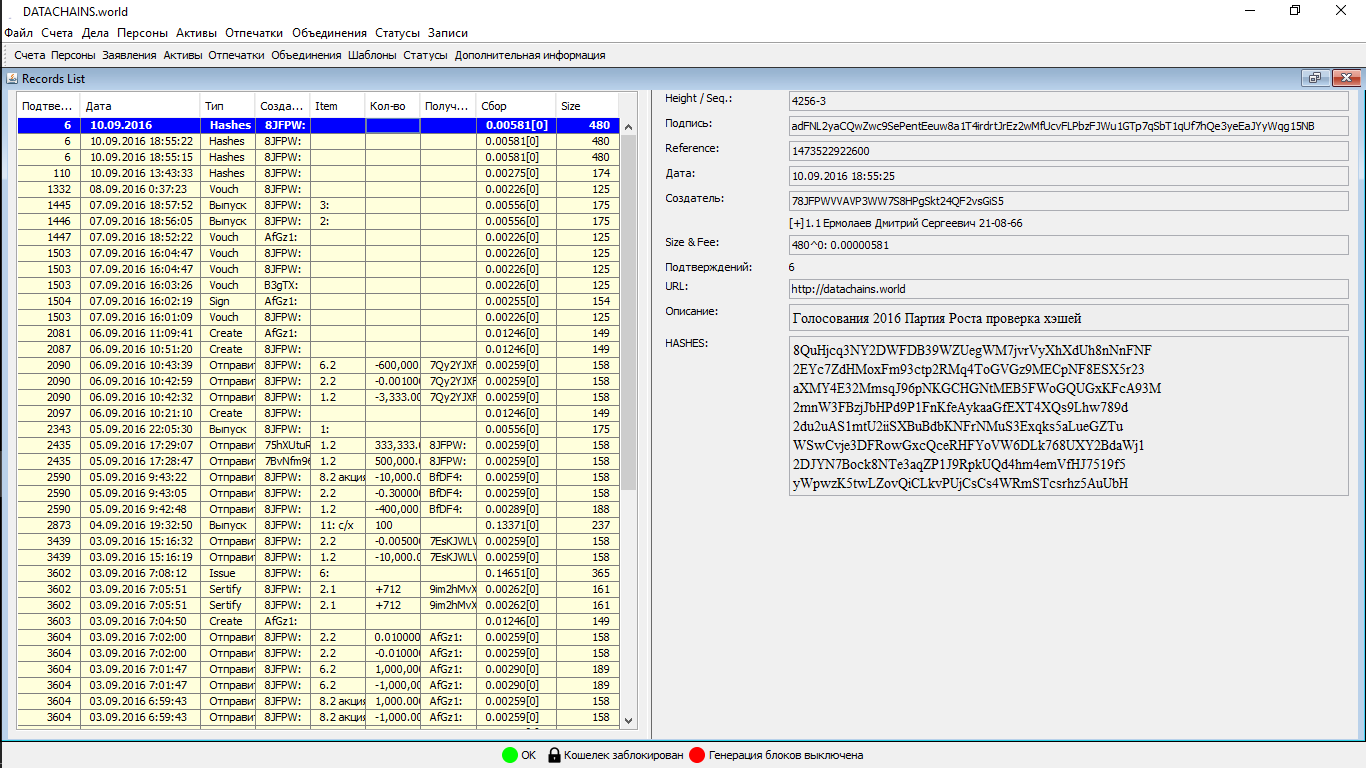 DATACHAINS.world
Файл Счета Дела Персоны Активы Отпечатки Объединения Статусы Записи
Счета Персоны Заявления Активы Отпечатки Объединения Шаблоны Статусы Дополнительная информация
Records List
Подтве... Дата Тип Созда... Item Кол-во Получ... Сбор Size
6 10.09.2016 Hashes 8JFPW: 0.00581[0] 480
6 10.09.2016 18:55:22 Hashes 8JFPW: 0.00581[0] 480
6 10.09.2016 18:55:15 Hashes 8JFPW: 0.00581[0] 480
110 10.09.2016 13:43:33 Hashes 8JFPW: 0.00275[0] 174
1332 08.09.2016 0:37:23 Vouch 8JFPW: 0.00226[0] 125
1445 07.09.2016 18:57:52 Выпуск 8JFPW: 3: 0.00556[0] 175
1446 07.09.2016 18:56:05 Выпуск 8JFPW: 2: 0.00556[0] 175
1447 07.09.2016 18:52:22 Vouch AfGz1: 0.00226[0] 125
1503 07.09.2016 16:04:47 Vouch 8JFPW: 0.00226[0] 125
1503 07.09.2016 16:04:47 Vouch 8JFPW: 0.00226[0] 125
1503 07.09.2016 16:03:26 Vouch B3gTX: 0.00226[0] 125
1504 07.09.2016 16:02:19 Sign AfGz1: 0.00255[0] 154
1503 07.09.2016 16:01:09 Vouch 8JFPW: 0.00226[0] 125
2081 06.09.2016 11:09:41 Create AfGz1: 0.01246[0] 149
2087 06.09.2016 10:51:20 Create 8JFPW: 0.01246[0] 149
2090 06.09.2016 10:43:39 Отправит 8JFPW: 6.2 -600,000 7Qy2YJXF 0.00259[0] 158
2090 06.09.2016 10:42:59 Отправит 8JFPW: 2.2 -0.001000 7Qy2YJXF 0.00259[0] 158
2090 06.09.2016 10:42:32 Отправит 8JFPW: 1.2 -3,333.00 7Qy2YJXF 0.00259[0] 158
2097 06.09.2016 10:21:10 Create 8JFPW: 0.01246[0] 149
2343 05.09.2016 22:05:30 Выпуск 8JFPW: 1: 0.00556[0] 175
2435 05.09.2016 17:29:07 Отправит 75hXUtuR 1.2 333,333.0 8JFPW: 0.00259[0] 158
2435 05.09.2016 17:28:47 Отправит 7BvNfm96 1.2 500,000.0 8JFPW: 0.00259[0] 158
2590 05.09.2016 9:43:22 Отправит 8JFPW: 8.2 акция -10,000.0 BfDF4: 0.00259[0] 158
2590 05.09.2016 9:43:05 Отправит 8JFPW: 2.2 -0.300000 BfDF4: 0.00259[0] 158
2590 05.09.2016 9:42:48 Отправит 8JFPW: 1.2 -400,000 BfDF4: 0.00289[0] 188
2873 04.09.2016 19:32:50 Выпуск 8JFPW: 11: с/х 100 0.13371[0] 237
3439 03.09.2016 15:16:32 Отправит 8JFPW: 2.2 -0.005000 7EsKJWLV 0.00259[0] 158
3439 03.09.2016 15:16:19 Отправит 8JFPW: 1.2 -10,000.0 7EsKJWLV 0.00259[0] 158
3602 03.09.2016 7:08:12 Issue 8JFPW: 6: 0.14651[0] 365
3602 03.09.2016 7:05:51 Sertify 8JFPW: 2.1 +712 9im2hMvX 0.00262[0] 161
3602 03.09.2016 7:05:51 Sertify 8JFPW: 2.1 +712 9im2hMvX 0.00262[0] 161
3603 03.09.2016 7:04:50 Create AfGz1: 0.01246[0] 149
3604 03.09.2016 7:02:00 Отправит 8JFPW: 2.2 0.010000 AfGz1: 0.00259[0] 158
3604 03.09.2016 7:02:00 Отправит 8JFPW: 2.2 -0.01000 AfGz1: 0.00259[0] 158
3604 03.09.2016 7:01:47 Отправит 8JFPW: 6.2 1,000,000 AfGz1: 0.00290[0] 189
3604 03.09.2016 7:01:47 Отправит 8JFPW: 6.2 -1,000,00 AfGz1: 0.00290[0] 189
3604 03.09.2016 6:59:43 Отправит 8JFPW: 8.2 акция 1,000.000 AfGz1: 0.00259[0] 158
3604 03.09.2016 6:59:43 Отправит 8JFPW: 8.2 акция -1,000.00 AfGz1: 0.00259[0] 158
Height / Seq.: 4256-3
Подпись: adFNL2yaCQwZwc9SePentEeuw8a1T4irdrtJrEz2wMfUcvFLPbzFJWu1GTp7qSbT1qUf7hQe3yeEaJYyWqg15NB
Reference: 1473522922600
Дата: 10.09.2016 18:55:25
Создатель: 78JFPWVVAVP3WW7S8HPgSkt24QF2vsGiS5
[+]1.1 Ермолаев Дмитрий Сергеевич 21-08-66
Size & Fee: 480^0: 0.00000581
Подтверждений: 6
URL: http://datachains.world
Описание: Голосования 2016 Партия Роста проверка хэшей
HASHES: 8QuHjcq3NY2DWFDB39WZUegWM7jvrVyXhXdUh8nNnFNF
2EYc7ZdHMoxFm93ctp2RMq4ToGVGz9MECpNF8ESX5r23
aXMY4E32MmsqJ96pNKGCHGNtMEB5FWoGQUGxKFcA93M
2mnW3FBzjJbHPd9P1FnKfeAykaaGfEXT4XQs9Lhw789d
2du2uAS1mtU2iiSXBuBdbKNFrNMuS3Exqks5aLueGZTu
WSwCvje3DFRowGxcQceRHFYoVW6DLk768UXY2BdaWj1
2DJYN7Bock8NTe3aqZP1J9RpkUQd4hm4emVfHJ7519f5
yWpwzK5twLZovQiCLkvPUjCsCs4WRmSTcsrhz5AuUbH
OK Кошелек заблокирован Генерация блоков выключена